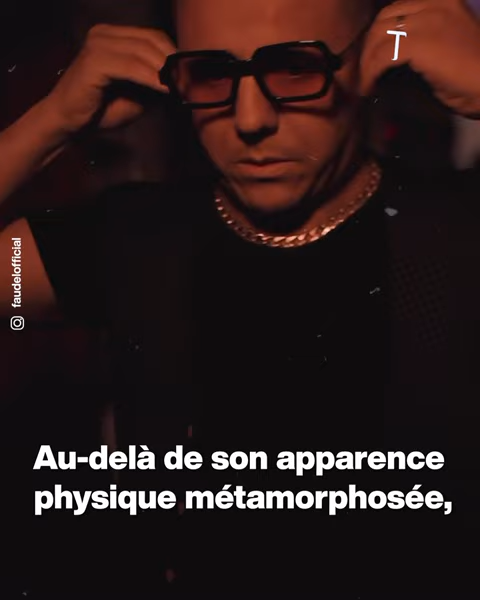 T
faudelofficial
Au-delà de son apparence
physique métamorphosée,